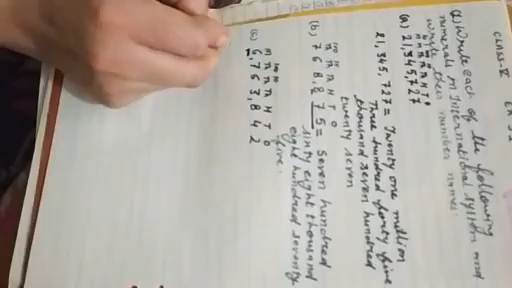 CLASS-V
(1) Write each of the following
numerals in International system and
write their number names.
(a) 21,345,727
21,345,727 = Twenty one million
Three hundred forty five
thousand seven hundred
twenty seven
(b) 768,875 = seven hundred
sixty eight thousand
eight hundred seventy
five.
(c) 6,763,842